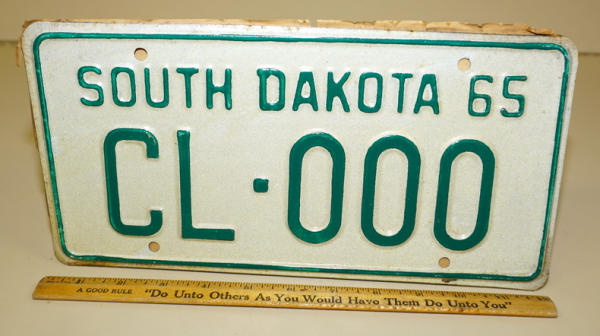 SOUTH DAKOTA 65
CL·000
A GOOD RULE "Do Unto Others As You Would Have Them Do Unto You"